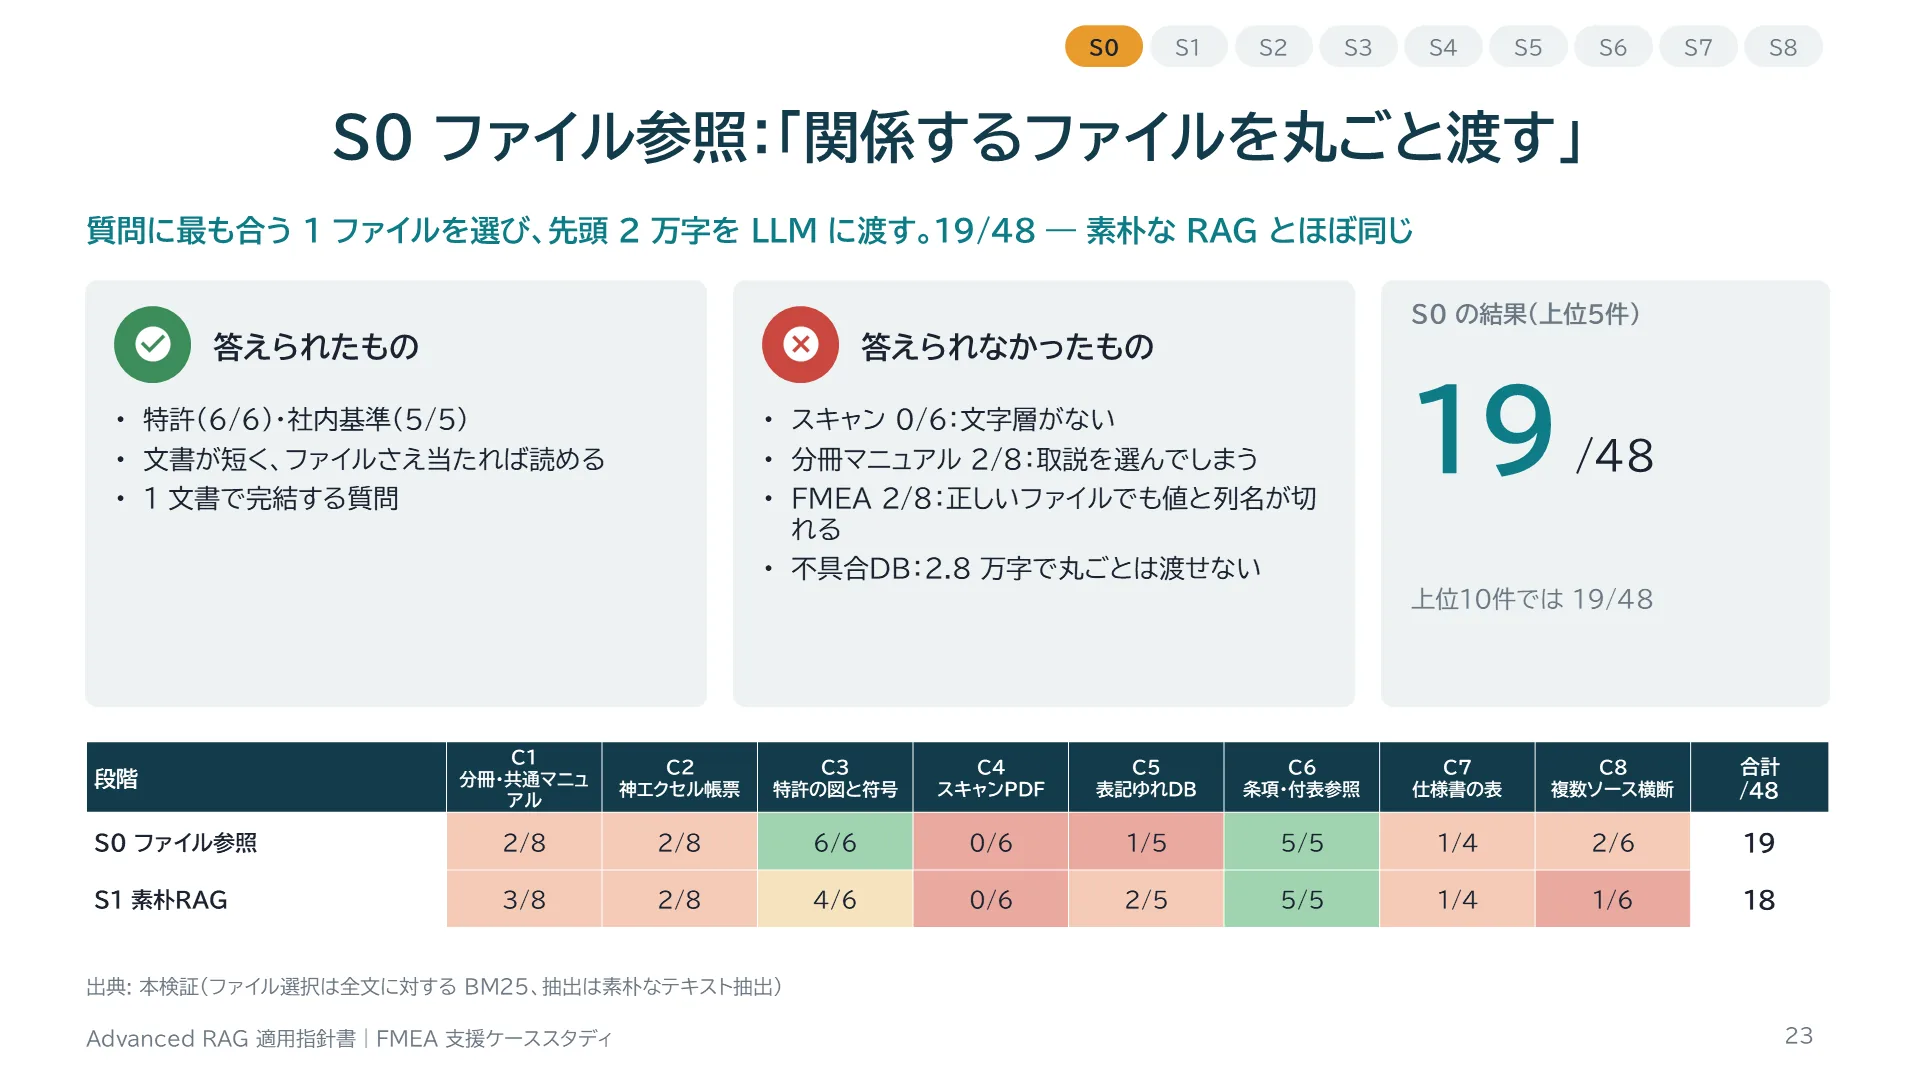 S0 S1 S2 S3 S4 S5 S6 S7 S8
S0 ファイル参照：「関係するファイルを丸ごと渡す」
質問に最も合う 1 ファイルを選び、先頭 2 万字を LLM に渡す。19/48 — 素朴な RAG とほぼ同じ
答えられたもの
・ 特許（6/6）・社内基準（5/5）
・ 文書が短く、ファイルさえ当たれば読める
・ 1 文書で完結する質問
答えられなかったもの
・ スキャン 0/6：文字層がない
・ 分冊マニュアル 2/8：取説を選んでしまう
・ FMEA 2/8：正しいファイルでも値と列名が切
れる
・ 不具合DB：2.8 万字で丸ごとは渡せない
S0 の結果（上位5件）
19 /48
上位10件では 19/48
段階 C1 分冊・共通マニュアル C2 神エクセル帳票 C3 特許の図と符号 C4 スキャンPDF C5 表記ゆれDB C6 条項・付表参照 C7 仕様書の表 C8 複数ソース横断 合計 /48
S0 ファイル参照 2/8 2/8 6/6 0/6 1/5 5/5 1/4 2/6 19
S1 素朴RAG 3/8 2/8 4/6 0/6 2/5 5/5 1/4 1/6 18
出典: 本検証（ファイル選択は全文に対する BM25、抽出は素朴なテキスト抽出）
Advanced RAG 適用指針書｜FMEA 支援ケーススタディ
23